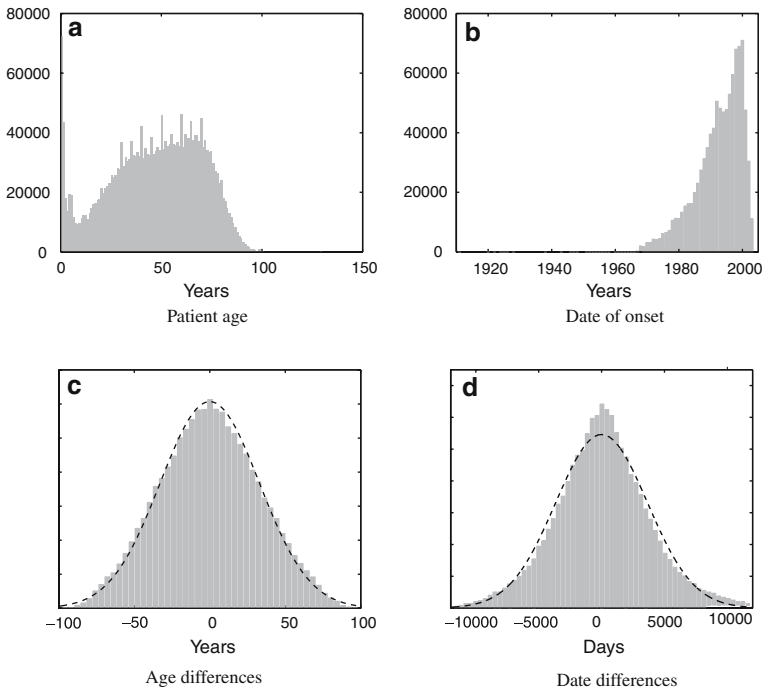 a
80000
60000
40000
20000
0
0 50 100 150
Years
Patient age
b
80000
60000
40000
20000
0
1920 1940 1960 1980 2000
Years
Date of onset
c
−100 −50 0 50 100
Years
Age differences
d
−10000 −5000 0 5000 10000
Days
Date differences